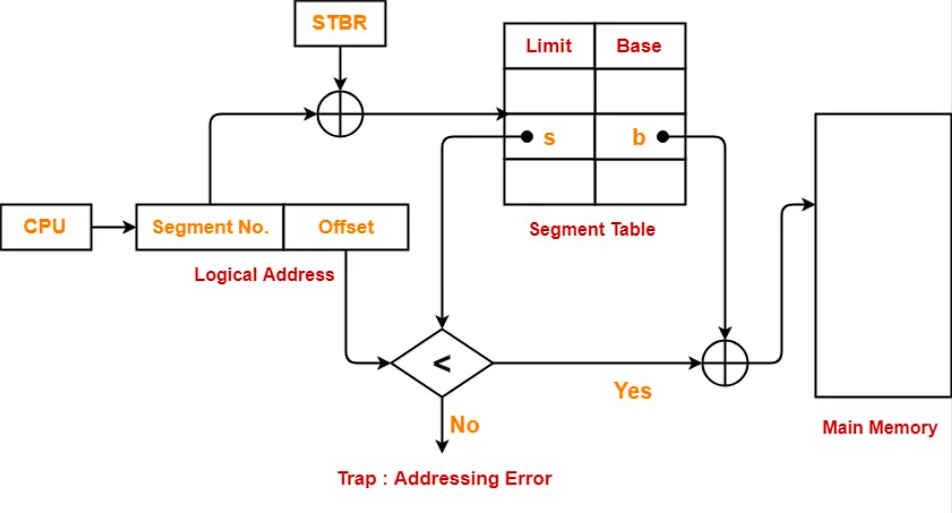 STBR
Limit
Base
s
b
CPU
Segment No.
Offset
Segment Table
Logical Address
<
Yes
No
Main Memory
Trap : Addressing Error